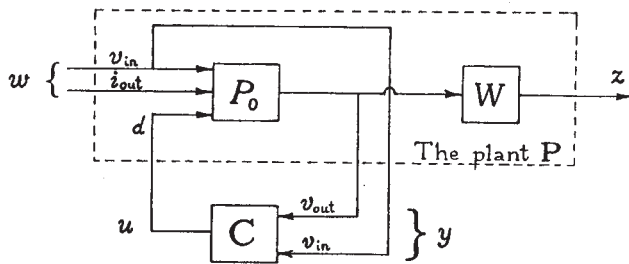 w { v_in
i_out
P_0
d
W
z
The plant P
u
C
v_out
v_in
} y